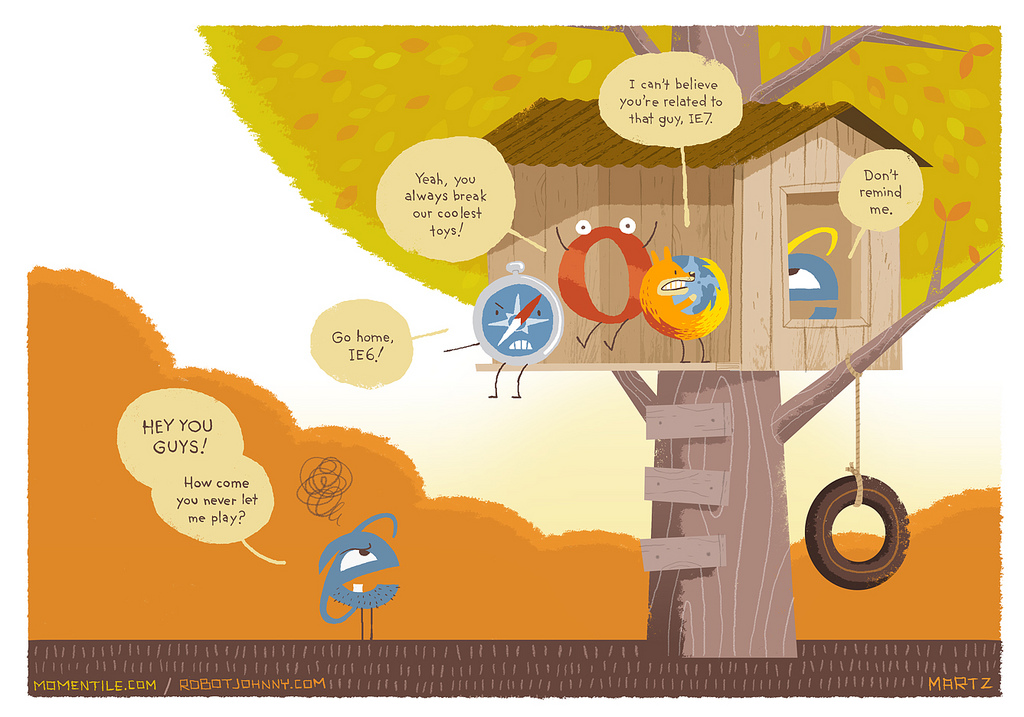 I can't believe
you're related to
that guy, IE7.
Yeah, you
always break
our coolest
toys!
Don't
remind
me.
Go home,
IE6!
HEY YOU
GUYS!
How come
you never let
me play?
MOMENTILE.COM / ROBOTJOHNNY.COM
MARTZ